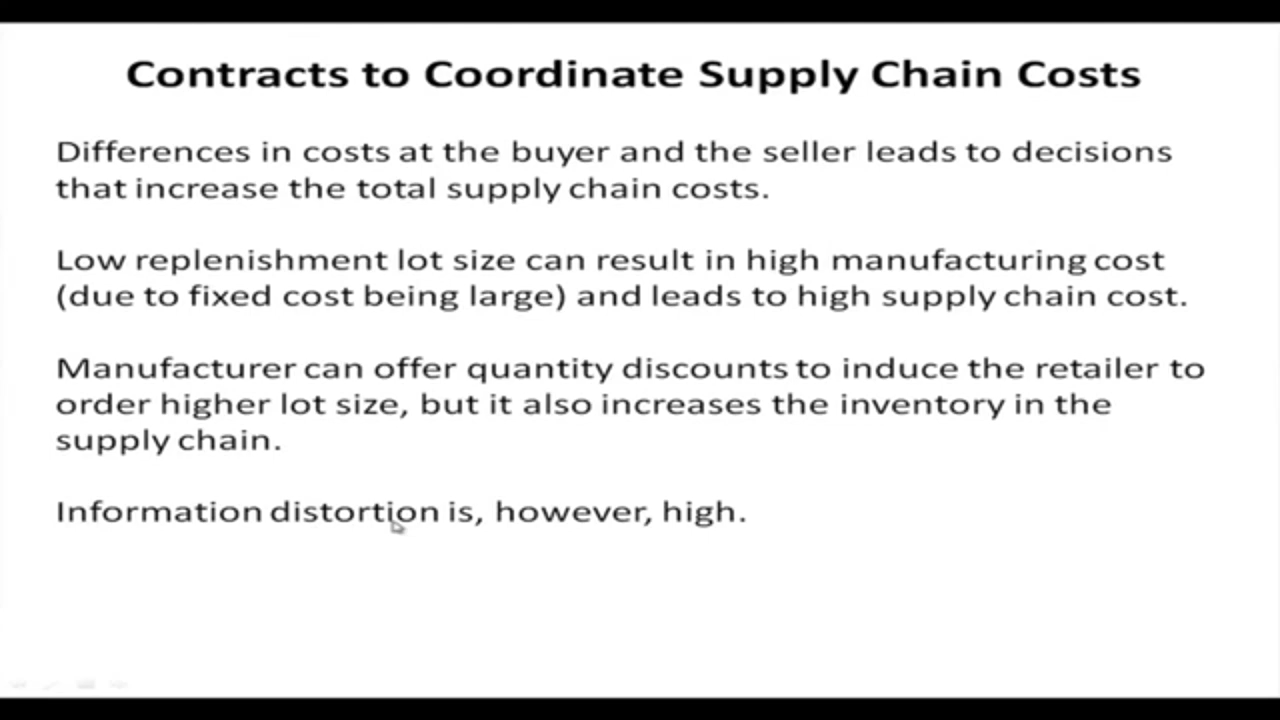 Contracts to Coordinate Supply Chain Costs
Differences in costs at the buyer and the seller leads to decisions
that increase the total supply chain costs.
Low replenishment lot size can result in high manufacturing cost
(due to fixed cost being large) and leads to high supply chain cost.
Manufacturer can offer quantity discounts to induce the retailer to
order higher lot size, but it also increases the inventory in the
supply chain.
Information distortion is, however, high.